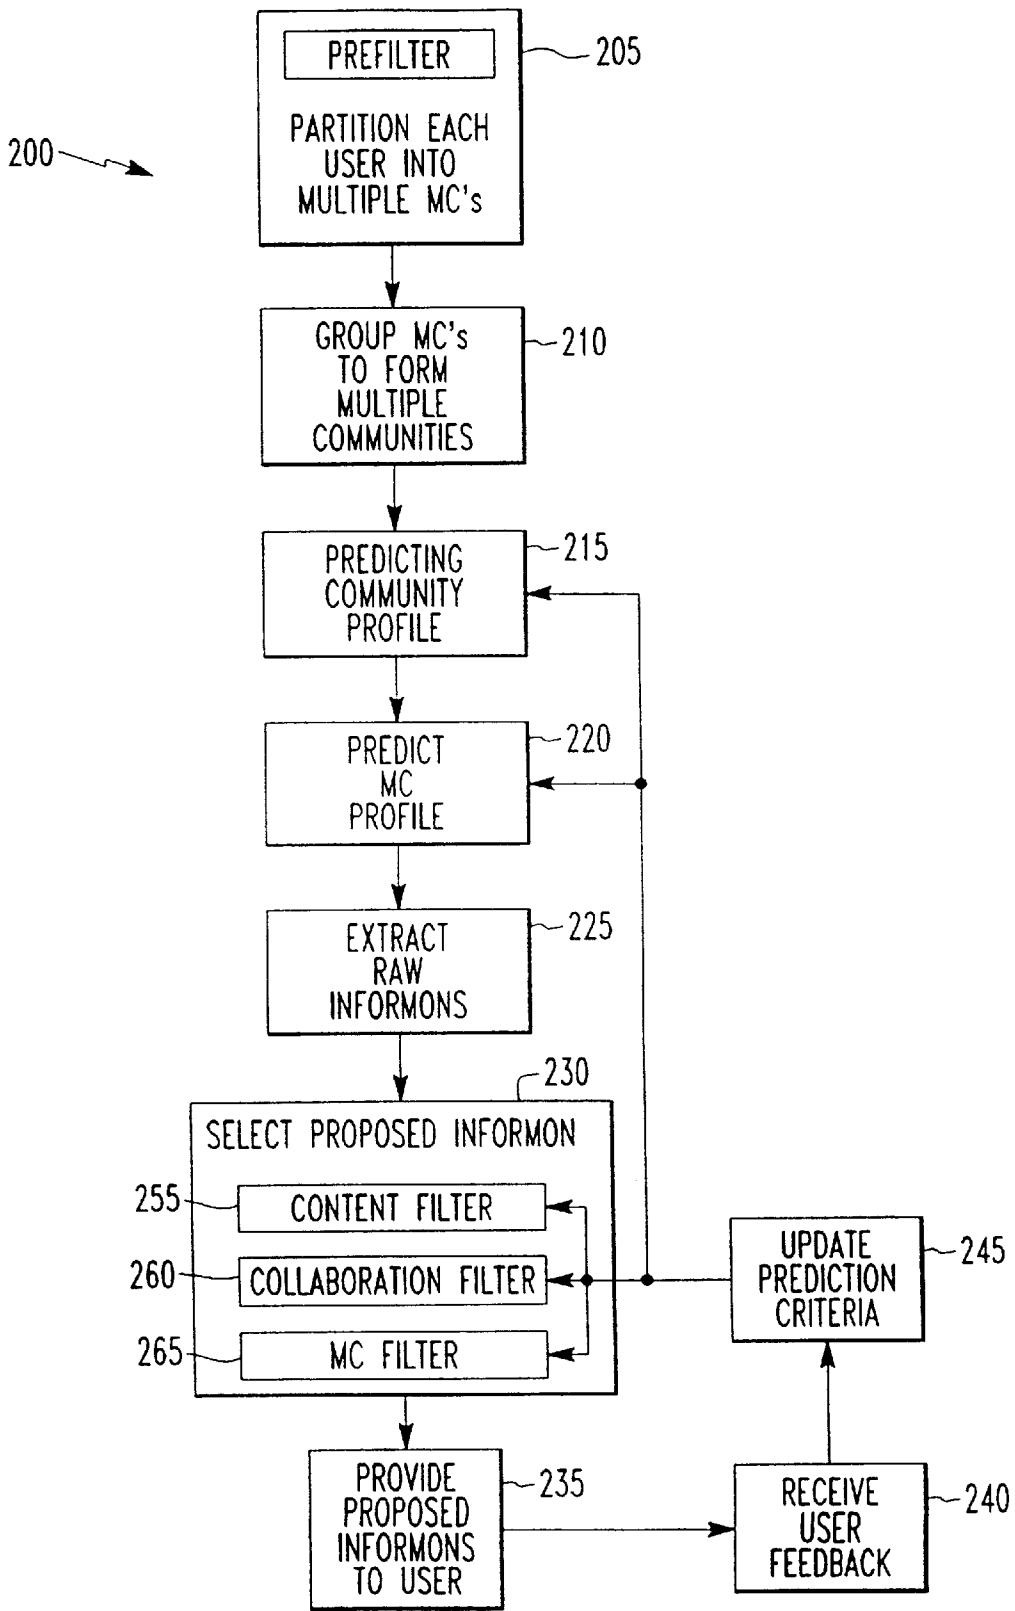 PREFILTER
205
PARTITION EACH
USER INTO
MULTIPLE MC's
200
GROUP MC's
TO FORM
MULTIPLE
COMMUNITIES
210
PREDICTING
COMMUNITY
PROFILE
215
PREDICT
MC
PROFILE
220
EXTRACT
RAW
INFORMONS
225
230
SELECT PROPOSED INFORMON
255
CONTENT FILTER
260
COLLABORATION FILTER
265
MC FILTER
UPDATE
PREDICTION
CRITERIA
245
PROVIDE
PROPOSED
INFORMONS
TO USER
235
RECEIVE
USER
FEEDBACK
240